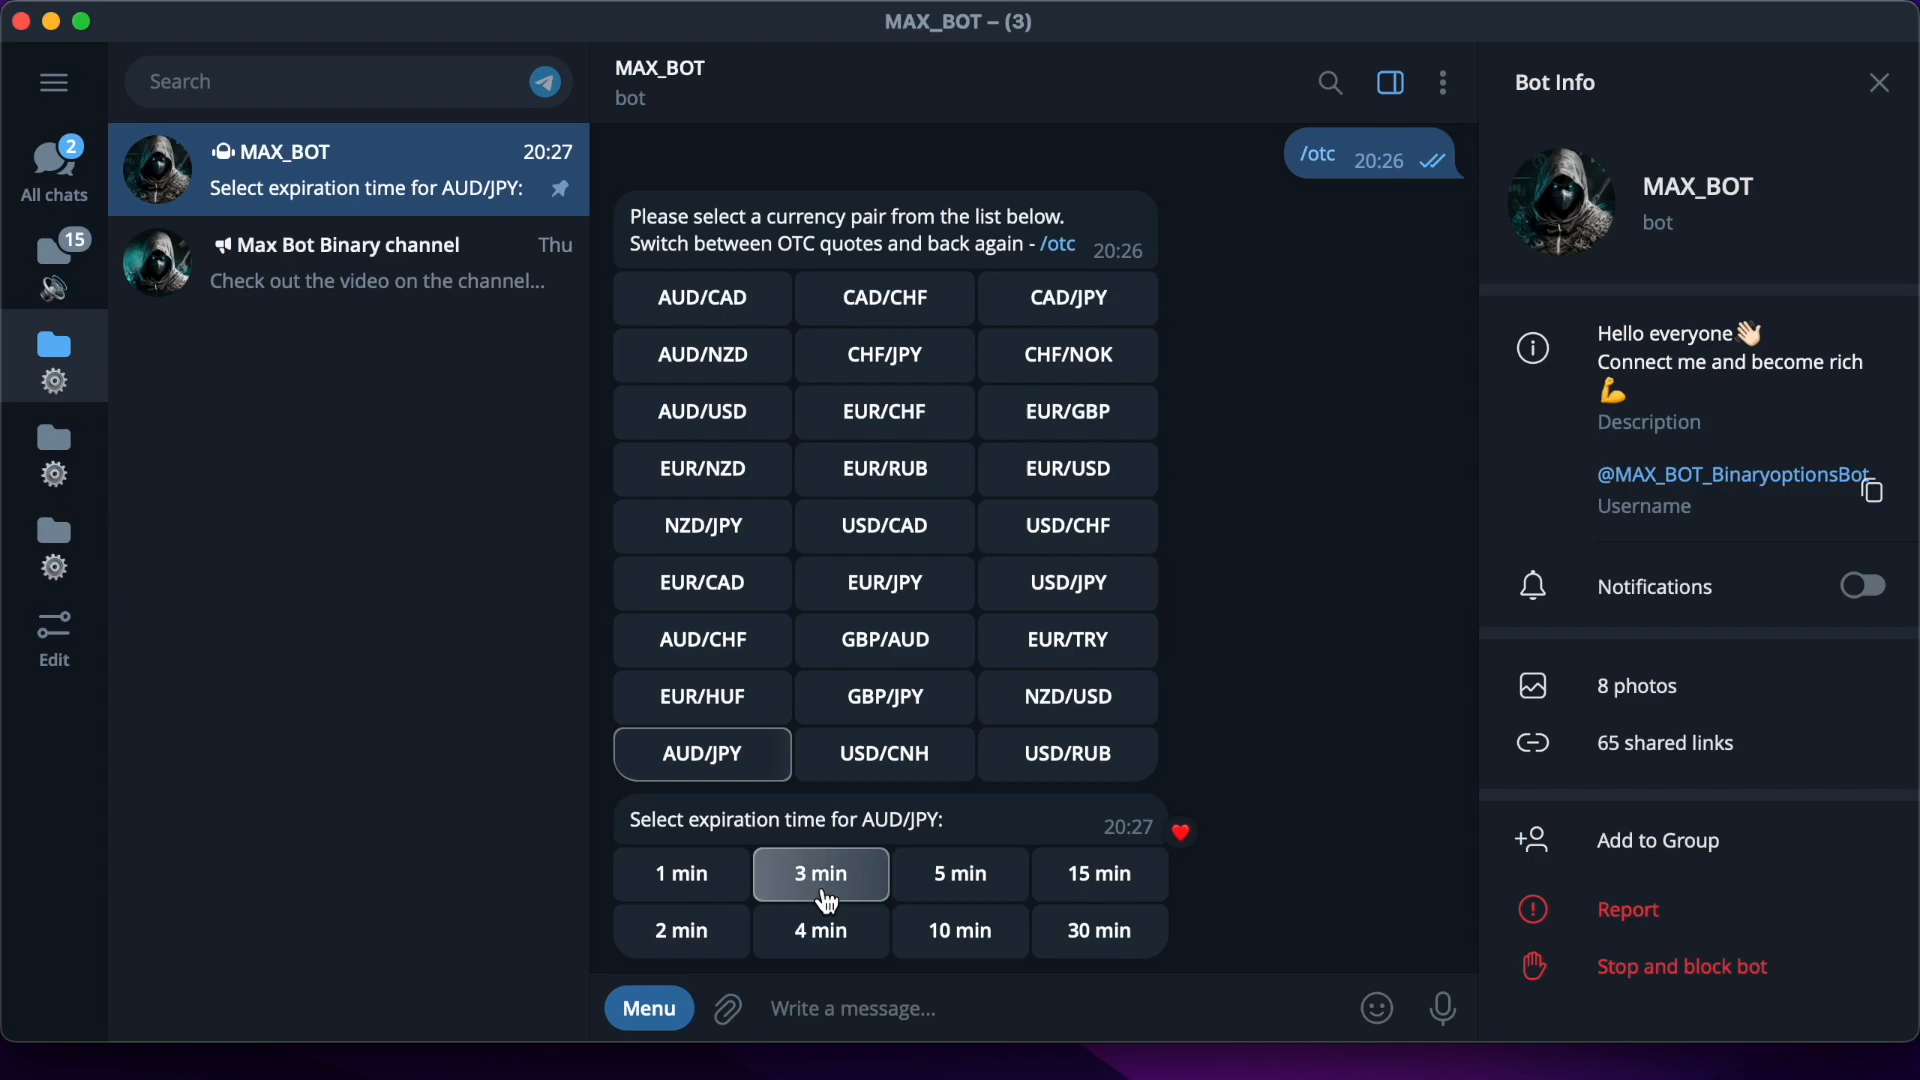 MAX_BOT – (3)
Search
2
All chats
15
Edit
MAX_BOT 20:27
Select expiration time for AUD/JPY:
Max Bot Binary channel Thu
Check out the video on the channel...
MAX_BOT
bot
/otc 20:26
Please select a currency pair from the list below.
Switch between OTC quotes and back again - /otc 20:26
AUD/CAD CAD/CHF CAD/JPY
AUD/NZD CHF/JPY CHF/NOK
AUD/USD EUR/CHF EUR/GBP
EUR/NZD EUR/RUB EUR/USD
NZD/JPY USD/CAD USD/CHF
EUR/CAD EUR/JPY USD/JPY
AUD/CHF GBP/AUD EUR/TRY
EUR/HUF GBP/JPY NZD/USD
AUD/JPY USD/CNH USD/RUB
Select expiration time for AUD/JPY: 20:27
1 min 3 min 5 min 15 min
2 min 4 min 10 min 30 min
Menu Write a message...
Bot Info
MAX_BOT
bot
Hello everyone👋🏻
Connect me and become rich
💪
Description
@MAX_BOT_BinaryoptionsBot
Username
Notifications
8 photos
65 shared links
Add to Group
Report
Stop and block bot